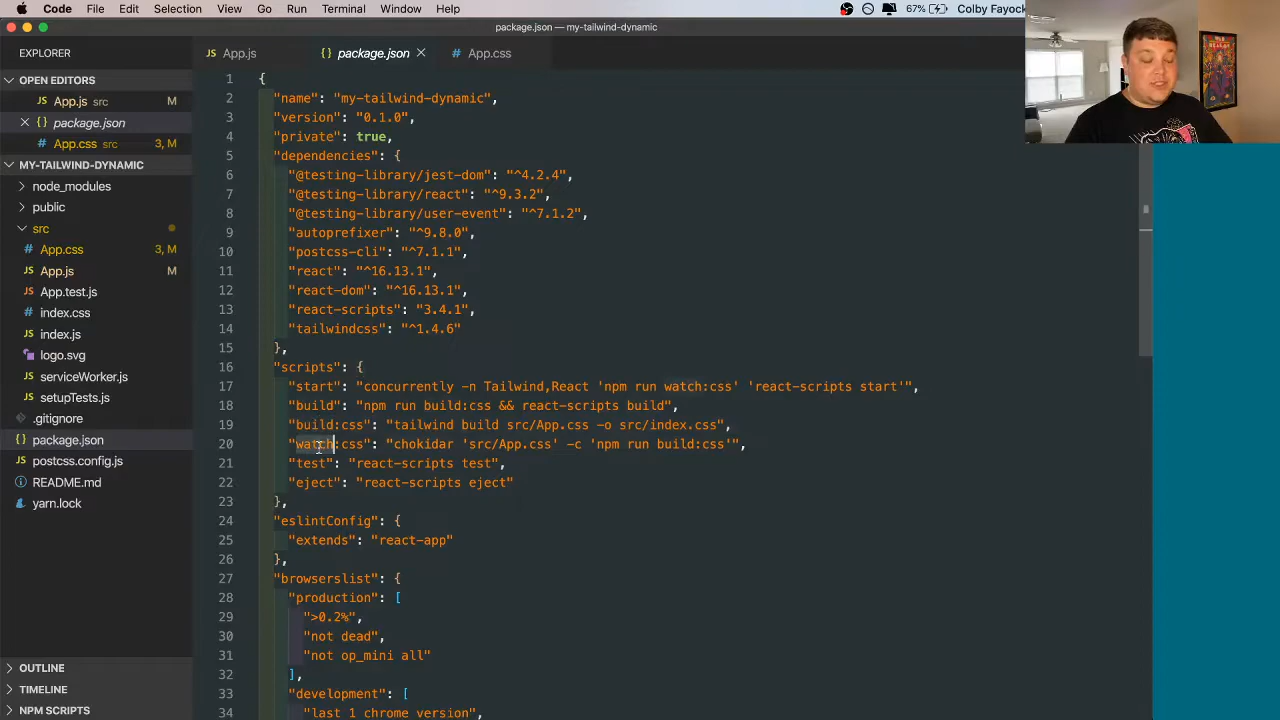 Code File Edit Selection View Go Run Terminal Window Help 67% Colby Fayock
package.json — my-tailwind-dynamic
EXPLORER
JS App.js
{} package.json
# App.css
OPEN EDITORS
JS App.js src M
{} package.json
# App.css src 3, M
MY-TAILWIND-DYNAMIC
node_modules
public
src
# App.css 3, M
JS App.js M
JS App.test.js
# index.css
JS index.js
logo.svg
JS serviceWorker.js
JS setupTests.js
.gitignore
{} package.json
JS postcss.config.js
README.md
yarn.lock
OUTLINE
TIMELINE
NPM SCRIPTS
1 {
2 "name": "my-tailwind-dynamic",
3 "version": "0.1.0",
4 "private": true,
5 "dependencies": {
6 "@testing-library/jest-dom": "^4.2.4",
7 "@testing-library/react": "^9.3.2",
8 "@testing-library/user-event": "^7.1.2",
9 "autoprefixer": "^9.8.0",
10 "postcss-cli": "^7.1.1",
11 "react": "^16.13.1",
12 "react-dom": "^16.13.1",
13 "react-scripts": "3.4.1",
14 "tailwindcss": "^1.4.6"
15 },
16 "scripts": {
17 "start": "concurrently -n Tailwind,React 'npm run watch:css' 'react-scripts start'",
18 "build": "npm run build:css && react-scripts build",
19 "build:css": "tailwind build src/App.css -o src/index.css",
20 "watch:css": "chokidar 'src/App.css' -c 'npm run build:css'",
21 "test": "react-scripts test",
22 "eject": "react-scripts eject"
23 },
24 "eslintConfig": {
25 "extends": "react-app"
26 },
27 "browserslist": {
28 "production": [
29 ">0.2%",
30 "not dead",
31 "not op_mini all"
32 ],
33 "development": [
34 "last 1 chrome version",